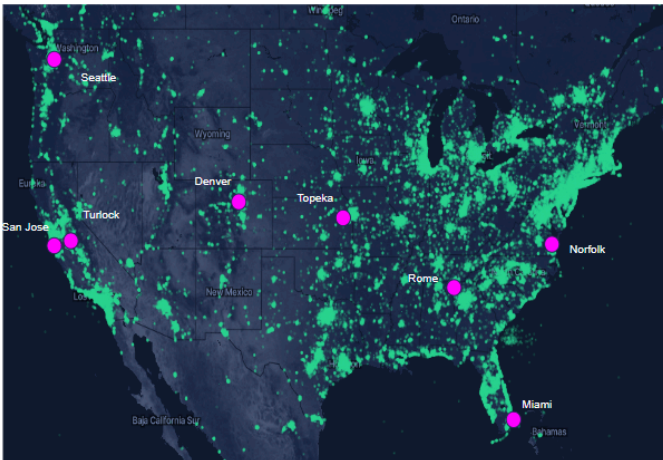 Winnipeg
Ontario
Washington
Seattle
Vermont
Wyoming
Iowa
Denver
Eureka
Topeka
Turlock
San Jose
Norfolk
Rome
New Mexico
Los
Miami
Baja California Sur
Bahamas